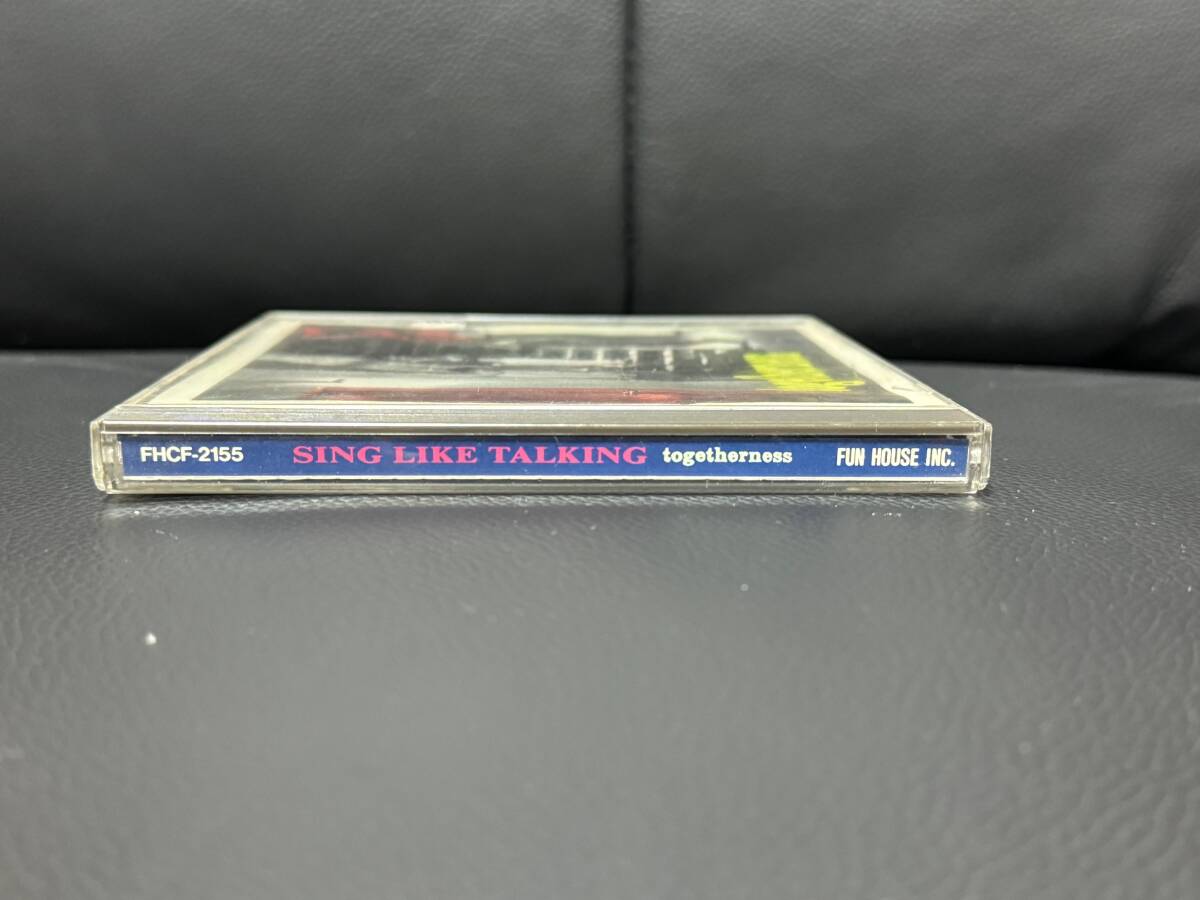 FHCF-2155 SING LIKE TALKING togetherness FUN HOUSE INC.